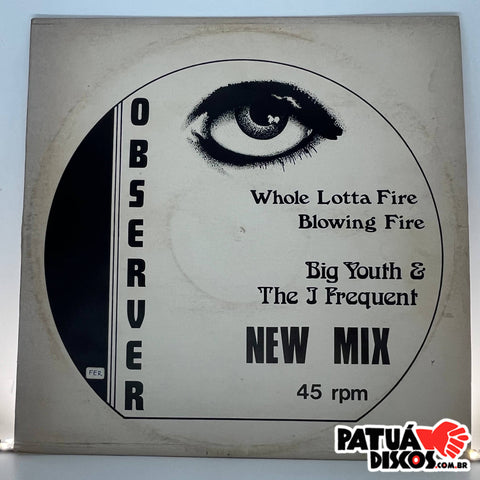 OBSERVER
Whole Lotta Fire
Blowing Fire
Big Youth &
The I Frequent
NEW MIX
45 rpm
FER
PATUÁ
DISCOS.COM.BR